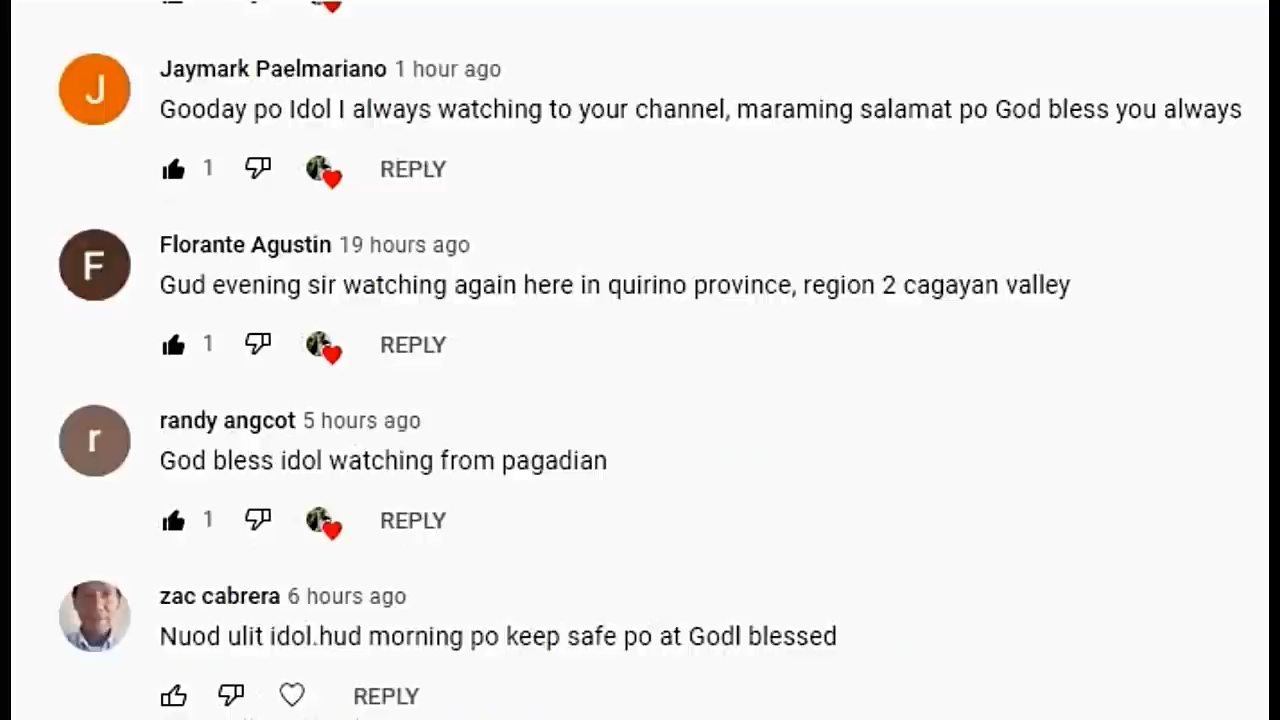 J
Jaymark Paelmariano 1 hour ago
Gooday po Idol I always watching to your channel, maraming salamat po God bless you always
1 REPLY
F
Florante Agustin 19 hours ago
Gud evening sir watching again here in quirino province, region 2 cagayan valley
1 REPLY
r
randy angcot 5 hours ago
God bless idol watching from pagadian
1 REPLY
zac cabrera 6 hours ago
Nuod ulit idol.hud morning po keep safe po at Godl blessed
REPLY